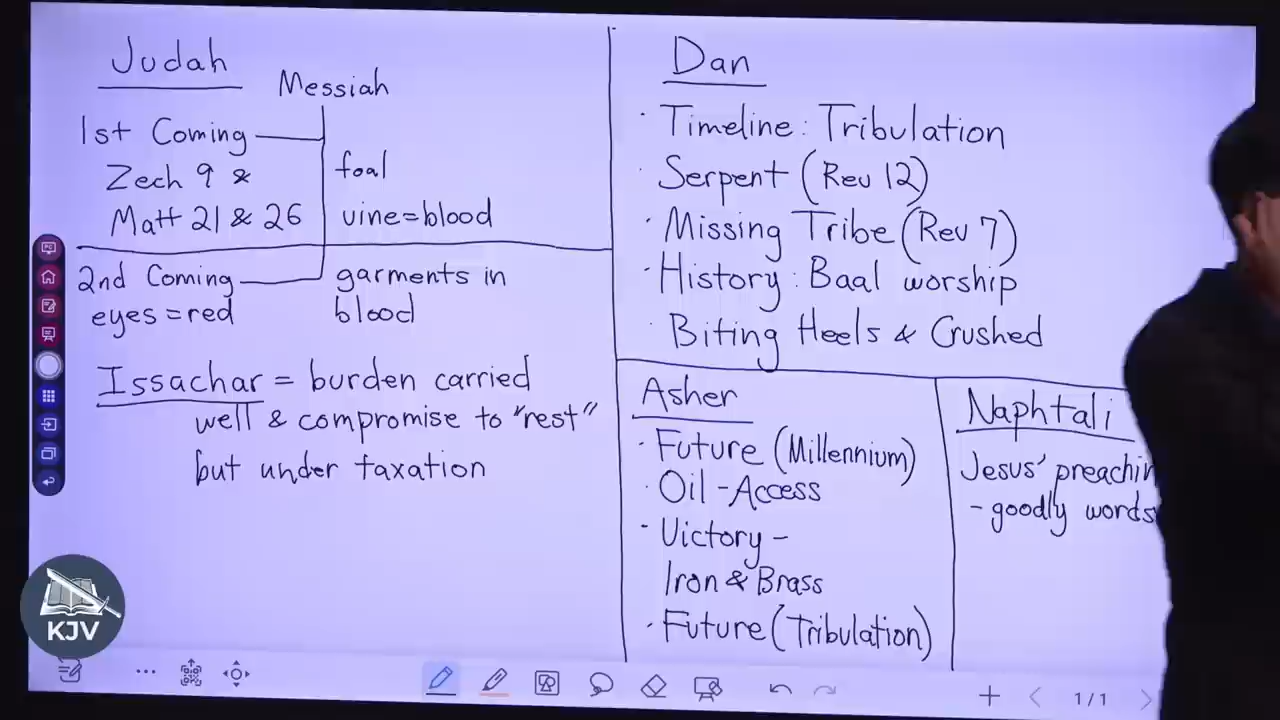 Judah
Messiah
1st Coming
Zech 9 &
Matt 21 & 26
foal
vine=blood
2nd Coming
eyes=red
garments in
blood
Issachar = burden carried
well & compromise to "rest"
but under taxation
Dan
· Timeline: Tribulation
· Serpent (Rev 12)
· Missing Tribe (Rev 7)
· History: Baal worship
· Biting Heels & Crushed
Asher
· Future (Millennium)
· Oil - Access
· Victory -
Iron & Brass
· Future (Tribulation)
Naphtali
Jesus' preachin
- goodly words
KJV
1/1